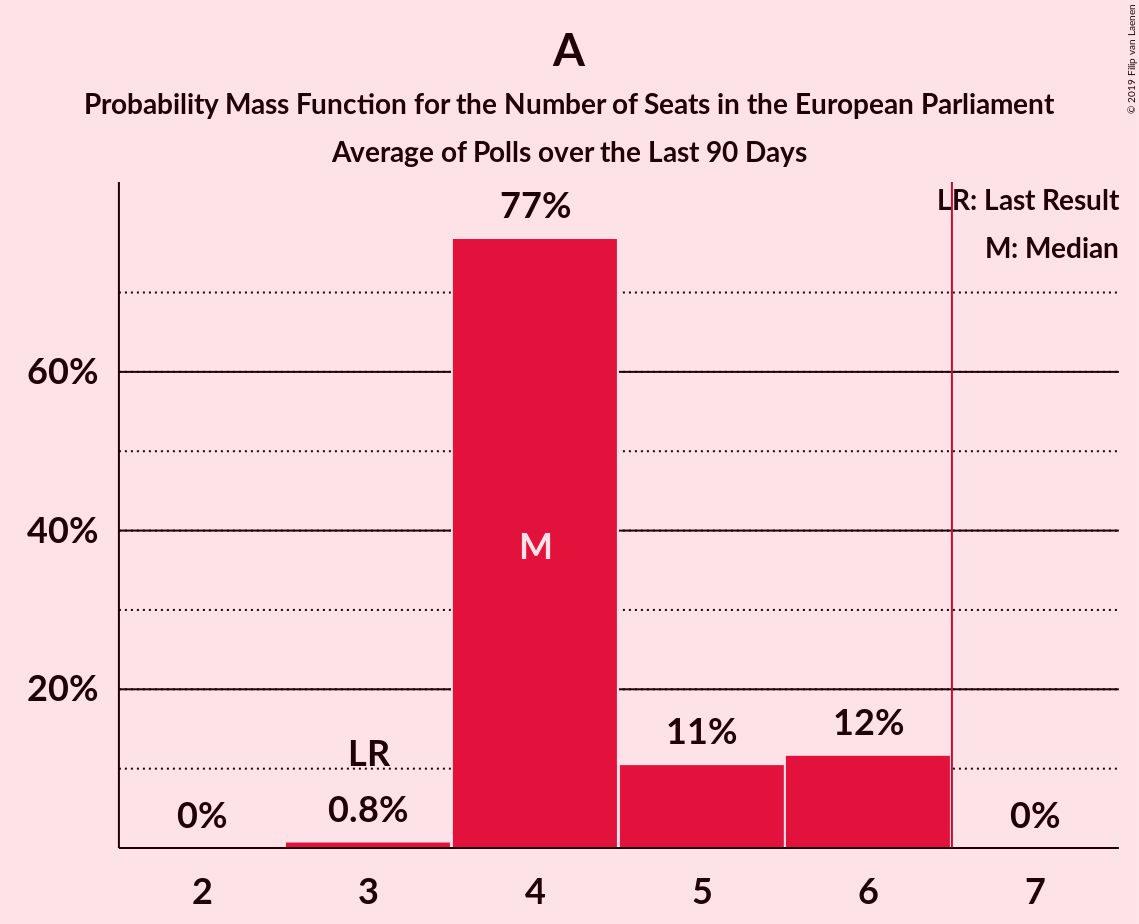 © 2019 Filip van Laenen
A
Probability Mass Function for the Number of Seats in the European Parliament
Average of Polls over the Last 90 Days
LR: Last Result
M: Median
77%
60%
40%
M
20%
LR
11%
12%
0%
0.8%
0%
2 3 4 5 6 7